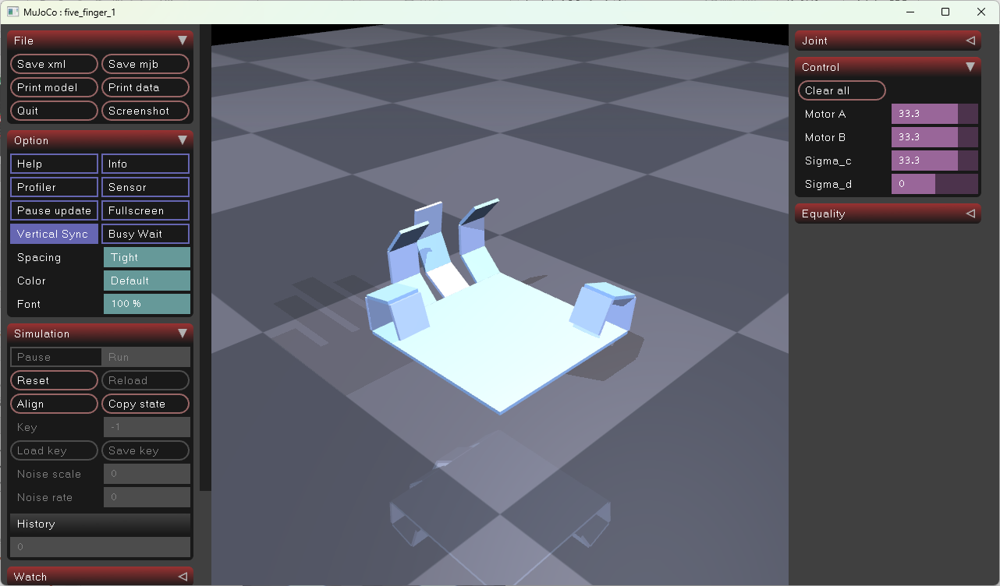 MuJoCo : five_finger_1
File
Save xml Save mjb
Print model Print data
Quit Screenshot
Option
Help Info
Profiler Sensor
Pause update Fullscreen
Vertical Sync Busy Wait
Spacing Tight
Color Default
Font 100 %
Simulation
Pause Run
Reset Reload
Align Copy state
Key -1
Load key Save key
Noise scale 0
Noise rate 0
History
0
Watch
Joint
Control
Clear all
Motor A 33.3
Motor B 33.3
Sigma_c 33.3
Sigma_d 0
Equality